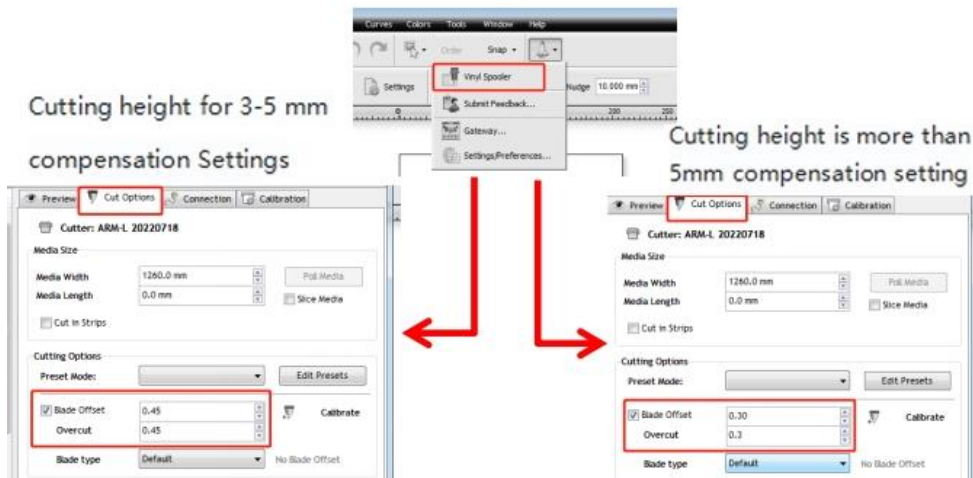 Curves Colors Tools Window Help
Order Snap
Settings Vinyl Spooler Nudge 10.000 mm
Submit Feedback...
0 200 250
Gateway...
Settings/Preferences...
Cutting height for 3-5 mm
compensation Settings
Cutting height is more than
5mm compensation setting
Preview Cut Options Connection Calibration
Cutter: ARM-L 20220718
Media Size
Media Width 1260.0 mm Poll Media
Media Length 0.0 mm Slice Media
Cut in Strips
Cutting Options
Preset Mode: Edit Presets
Blade Offset 0.45 Calibrate
Overcut 0.45
Blade type Default No Blade Offset
Preview Cut Options Connection Calibration
Cutter: ARM-L 20220718
Media Size
Media Width 1260.0 mm Poll Media
Media Length 0.0 mm Slice Media
Cut in Strips
Cutting Options
Preset Mode: Edit Presets
Blade Offset 0.30 Calibrate
Overcut 0.3
Blade type Default No Blade Offset